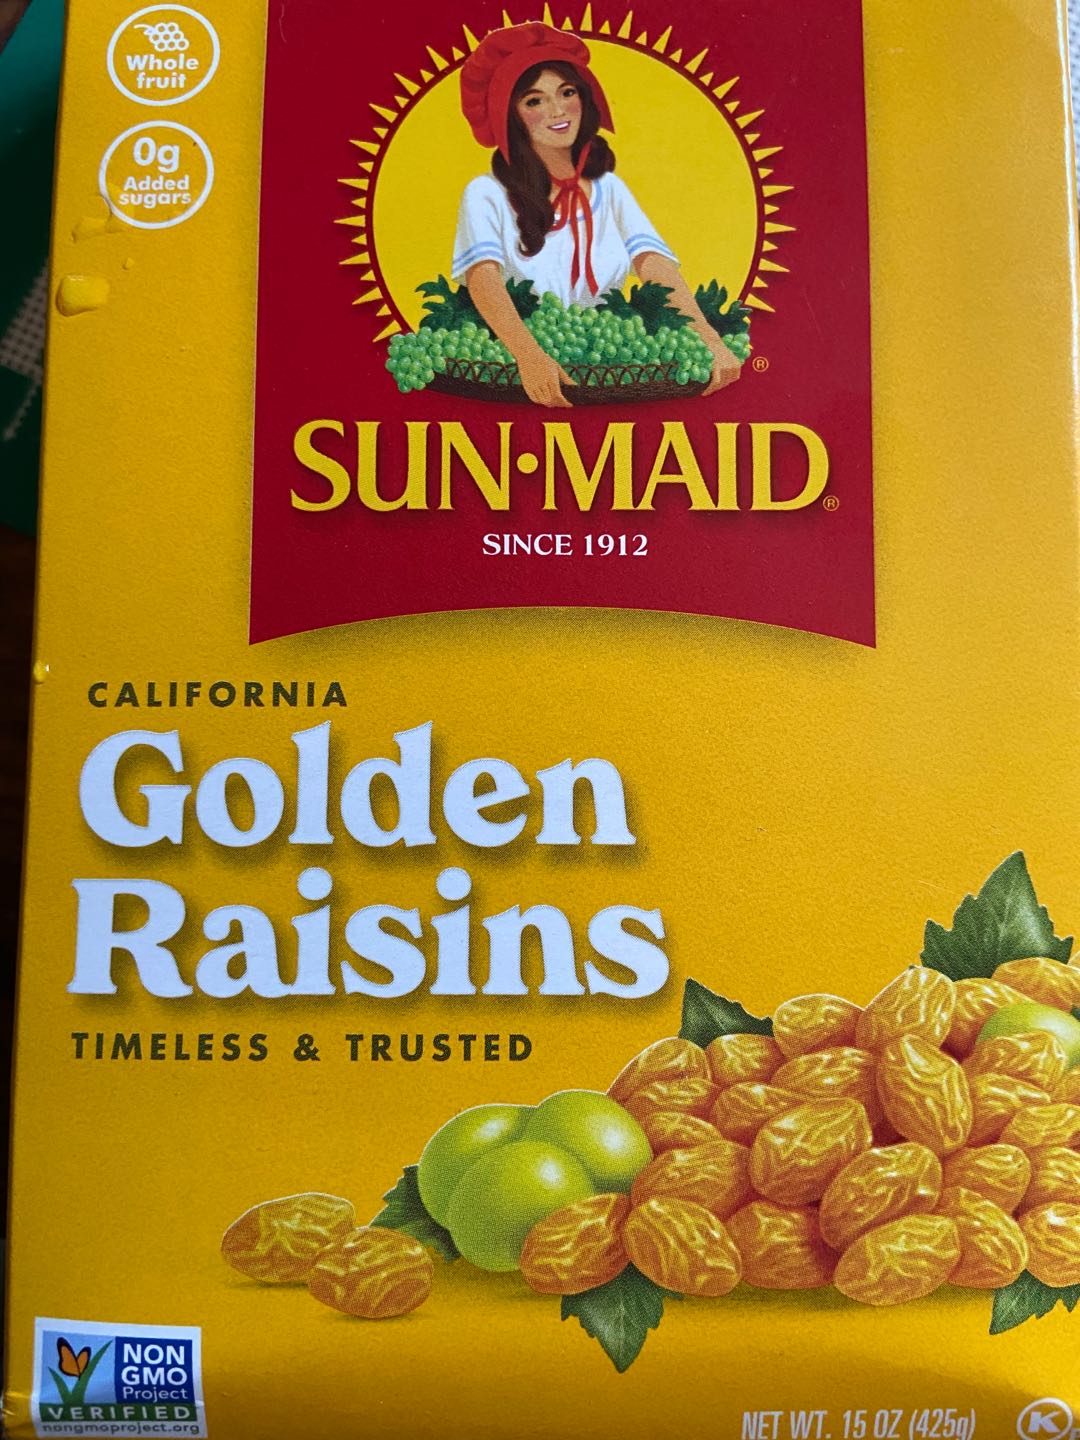 Whole
fruit
0g
Added
sugars
®
SUN·MAID®
SINCE 1912
CALIFORNIA
Golden
Raisins
TIMELESS & TRUSTED
NON
GMO
Project
VERIFIED
nongmoproject.org
NET WT. 15 OZ (425g)
K